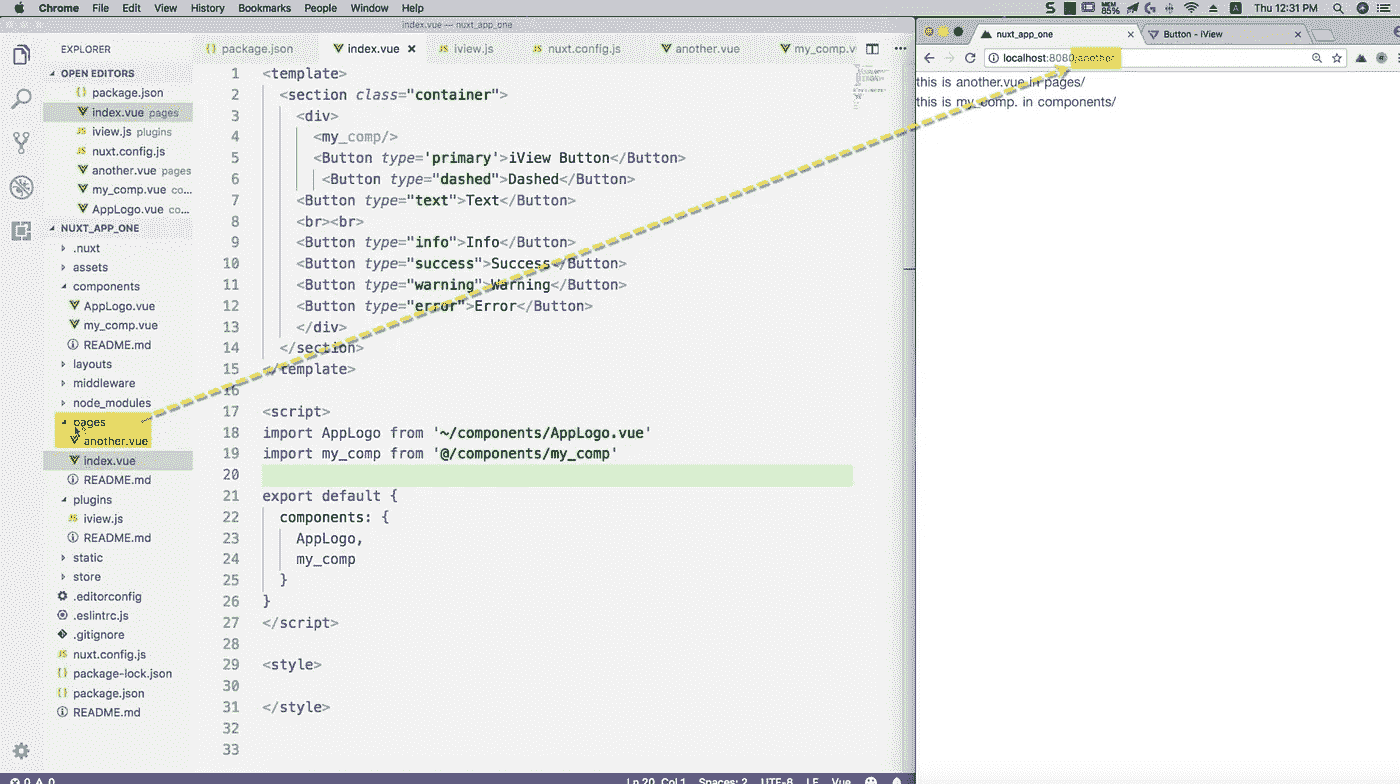 Chrome File Edit View History Bookmarks People Window Help
MEM 85% A Thu 12:31 PM
index.vue — nuxt_app_one
EXPLORER
OPEN EDITORS
package.json
index.vue pages
iview.js plugins
nuxt.config.js
another.vue pages
my_comp.vue co...
AppLogo.vue co...
NUXT_APP_ONE
.nuxt
assets
components
AppLogo.vue
my_comp.vue
README.md
layouts
middleware
node_modules
pages
another.vue
index.vue
README.md
plugins
iview.js
README.md
static
store
.editorconfig
.eslintrc.js
.gitignore
nuxt.config.js
package-lock.json
package.json
README.md
package.json index.vue iview.js nuxt.config.js another.vue my_comp.v
1 <template>
2 <section class="container">
3 <div>
4 <my_comp/>
5 <Button type='primary'>iView Button</Button>
6 <Button type="dashed">Dashed</Button>
7 <Button type="text">Text</Button>
8 <br><br>
9 <Button type="info">Info</Button>
10 <Button type="success">Success</Button>
11 <Button type="warning">Warning</Button>
12 <Button type="error">Error</Button>
13 </div>
14 </section>
15 </template>
16
17 <script>
18 import AppLogo from '~/components/AppLogo.vue'
19 import my_comp from '@/components/my_comp'
20
21 export default {
22 components: {
23 AppLogo,
24 my_comp
25 }
26 }
27 </script>
28
29 <style>
30
31 </style>
32
33
0 0 Ln 20, Col 1 Spaces: 2 UTF-8 LF Vue
nuxt_app_one Button - iView
localhost:8080/another
this is another.vue in pages/
this is my_comp. in components/